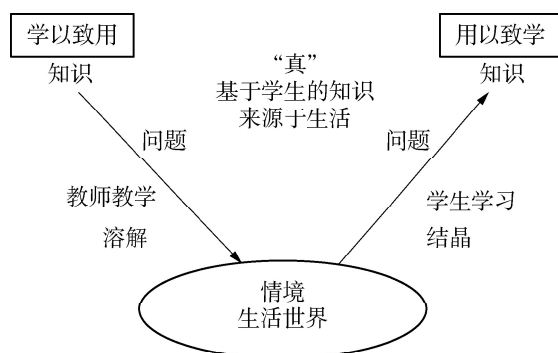 学以致用
用以致学
知识
知识
“真”
基于学生的知识
来源于生活
问题
问题
教师教学
溶解
学生学习
结晶
情境
生活世界